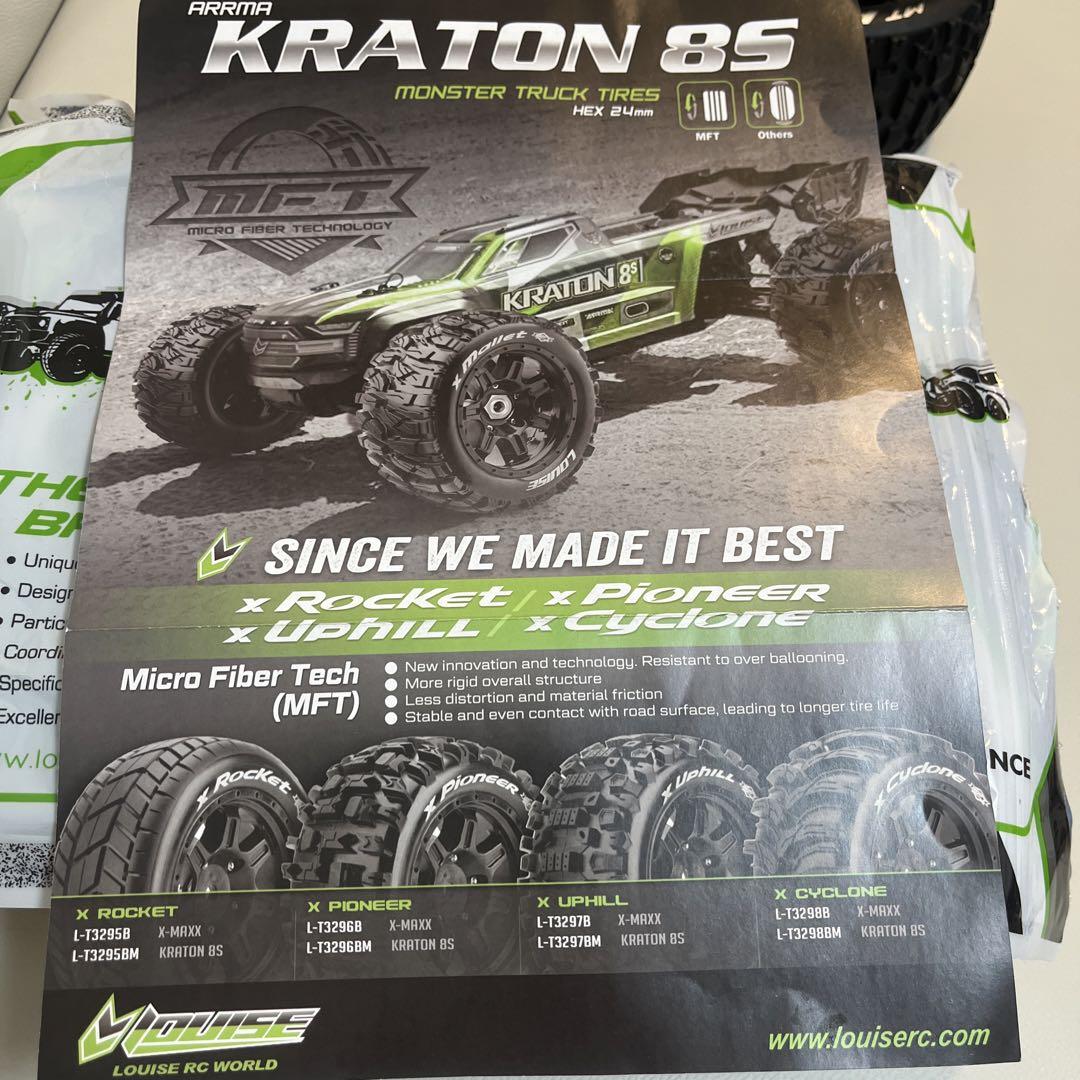 ARRMA
KRATON 8S
MONSTER TRUCK TIRES
HEX 24mm
MFT
Others
MT
MFT
MICRO FIBER TECHNOLOGY
LOUISE
KRATON 8S
ARRMA
X Mallet
Mallet
LOUISE
SINCE WE MADE IT BEST
X ROCKET / X PIONEER
X UPHILL / X CYCLONE
Micro Fiber Tech
(MFT)
● New innovation and technology. Resistant to over ballooning.
● More rigid overall structure
● Less distortion and material friction
● Stable and even contact with road surface, leading to longer tire life
X ROCKET
X PIONEER
X UPHILL
X CYCLONE
X ROCKET
L-T3295B X-MAXX
L-T3295BM KRATON 8S
X PIONEER
L-T3296B X-MAXX
L-T3296BM KRATON 8S
X UPHILL
L-T3297B X-MAXX
L-T3297BM KRATON 8S
X CYCLONE
L-T3298B X-MAXX
L-T3298BM KRATON 8S
LOUISE
LOUISE RC WORLD
www.louiserc.com
• Uniqu
• Desig
• Partic
Coordi
Specific
Excellen
NCE